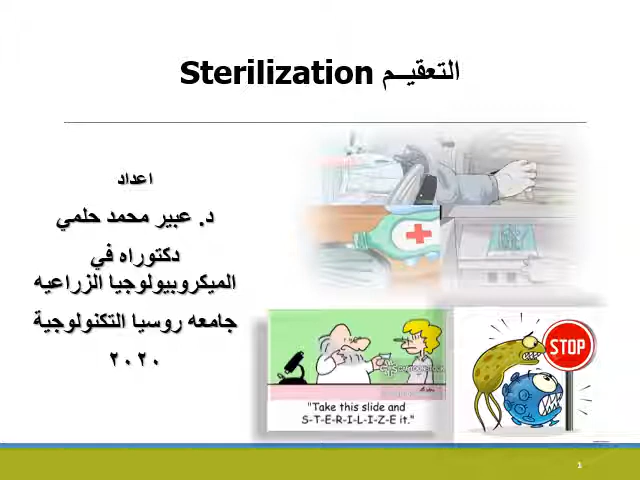 التعقيــم Sterilization
اعداد
د. عبير محمد حلمي
دكتوراه في
الميكروبيولوجيا الزراعيه
جامعه روسيا التكنولوجية
٢٠٢٠
STOP
"Take this slide and
S-T-E-R-I-L-I-Z-E it."